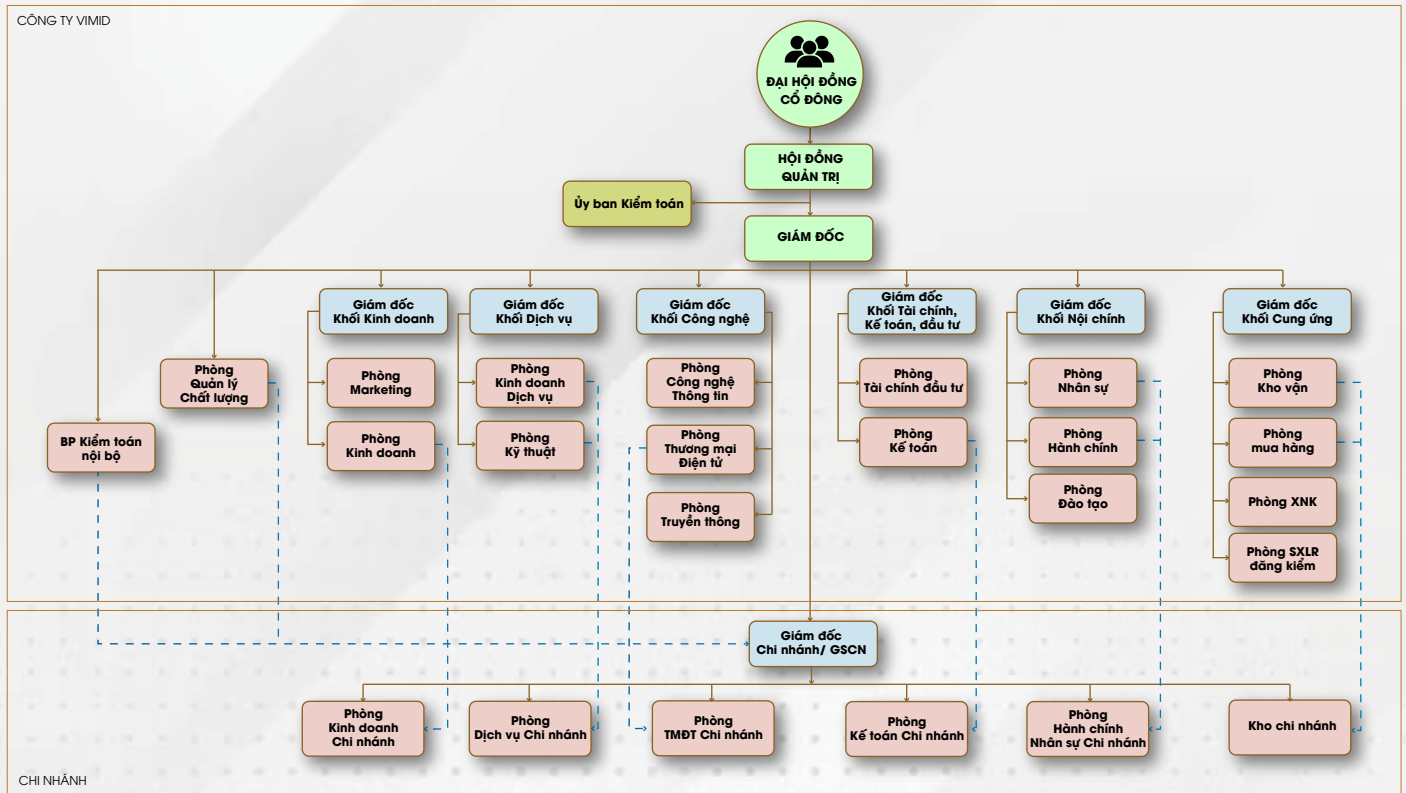 CÔNG TY VIMID
ĐẠI HỘI ĐỒNG
CỔ ĐÔNG
HỘI ĐỒNG
QUẢN TRỊ
Ủy ban Kiểm toán
GIÁM ĐỐC
Giám đốc
Khối Kinh doanh
Giám đốc
Khối Dịch vụ
Giám đốc
Khối Công nghệ
Giám đốc
Khối Tài chính,
Kế toán, đầu tư
Giám đốc
Khối Nội chính
Giám đốc
Khối Cung ứng
BP Kiểm toán
nội bộ
Phòng
Quản lý
Chất lượng
Phòng
Marketing
Phòng
Kinh doanh
Phòng
Kinh doanh
Dịch vụ
Phòng
Kỹ thuật
Phòng
Công nghệ
Thông tin
Phòng
Thương mại
Điện tử
Phòng
Truyền thông
Phòng
Tài chính đầu tư
Phòng
Kế toán
Phòng
Nhân sự
Phòng
Hành chính
Phòng
Đào tạo
Phòng
Kho vận
Phòng
mua hàng
Phòng XNK
Phòng SXLR
đăng kiểm
Giám đốc
Chi nhánh/ GSCN
Phòng
Kinh doanh
Chi nhánh
Phòng
Dịch vụ Chi nhánh
Phòng
TMĐT Chi nhánh
Phòng
Kế toán Chi nhánh
Phòng
Hành chính
Nhân sự Chi nhánh
Kho chi nhánh
CHI NHÁNH